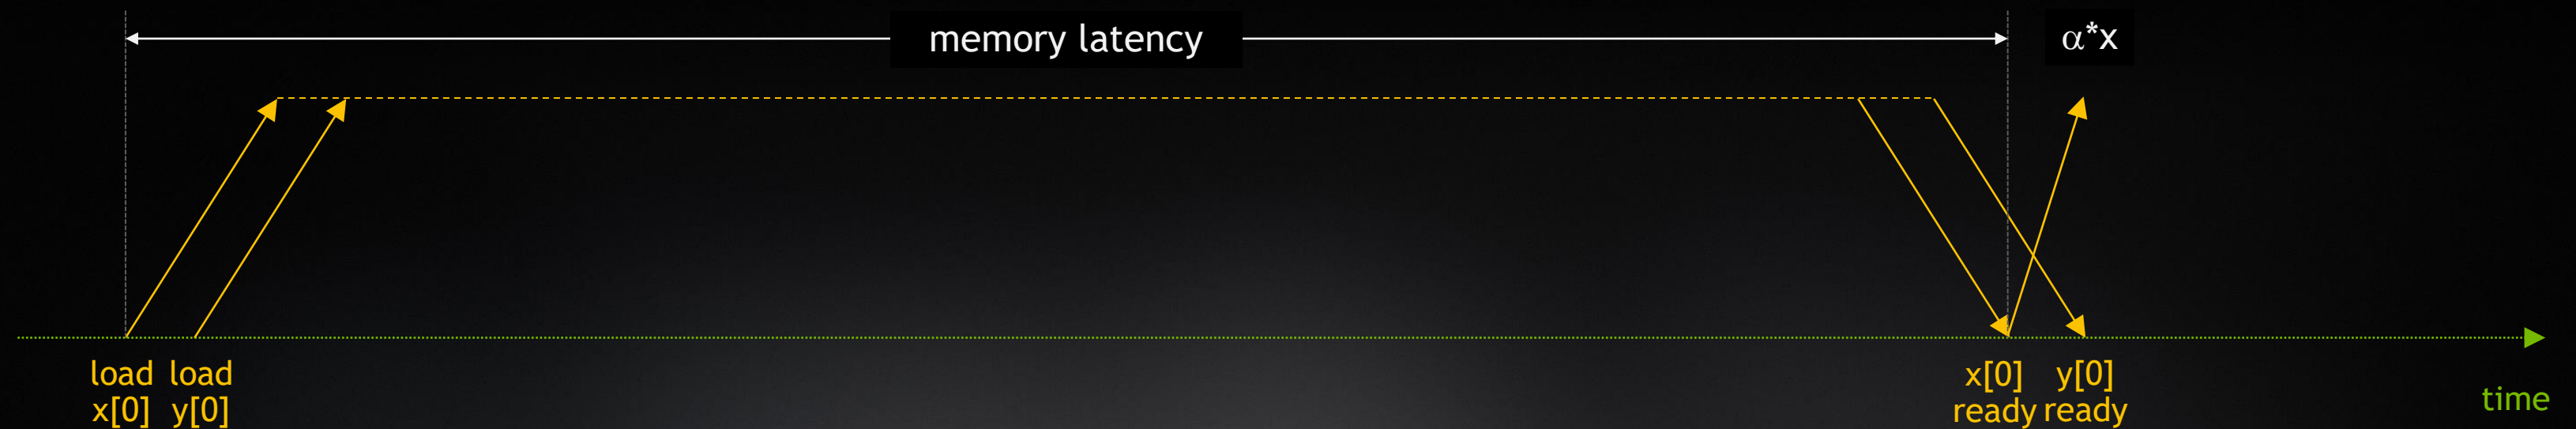 memory latency
α*x
load load
x[0] y[0]
x[0] y[0]
ready ready
time